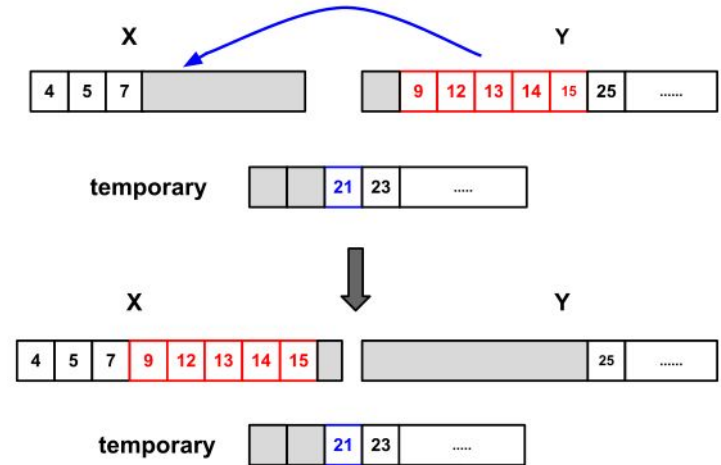 X Y
4 5 7 9 12 13 14 15 25 ......
temporary 21 23 .....
X Y
4 5 7 9 12 13 14 15 25 ......
temporary 21 23 .....